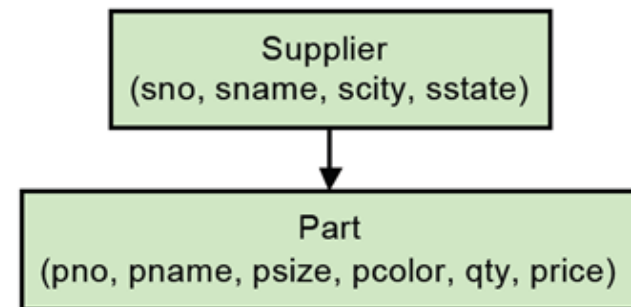 Supplier
(sno, sname, scity, sstate)
Part
(pno, pname, psize, pcolor, qty, price)